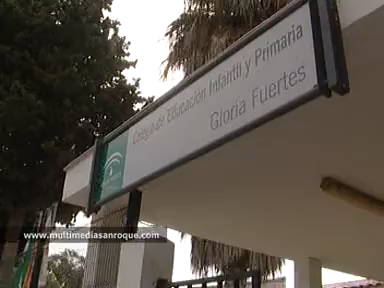 Colegio de Educación Infantil y Primaria
Gloria Fuertes
www.multimediasanroque.com